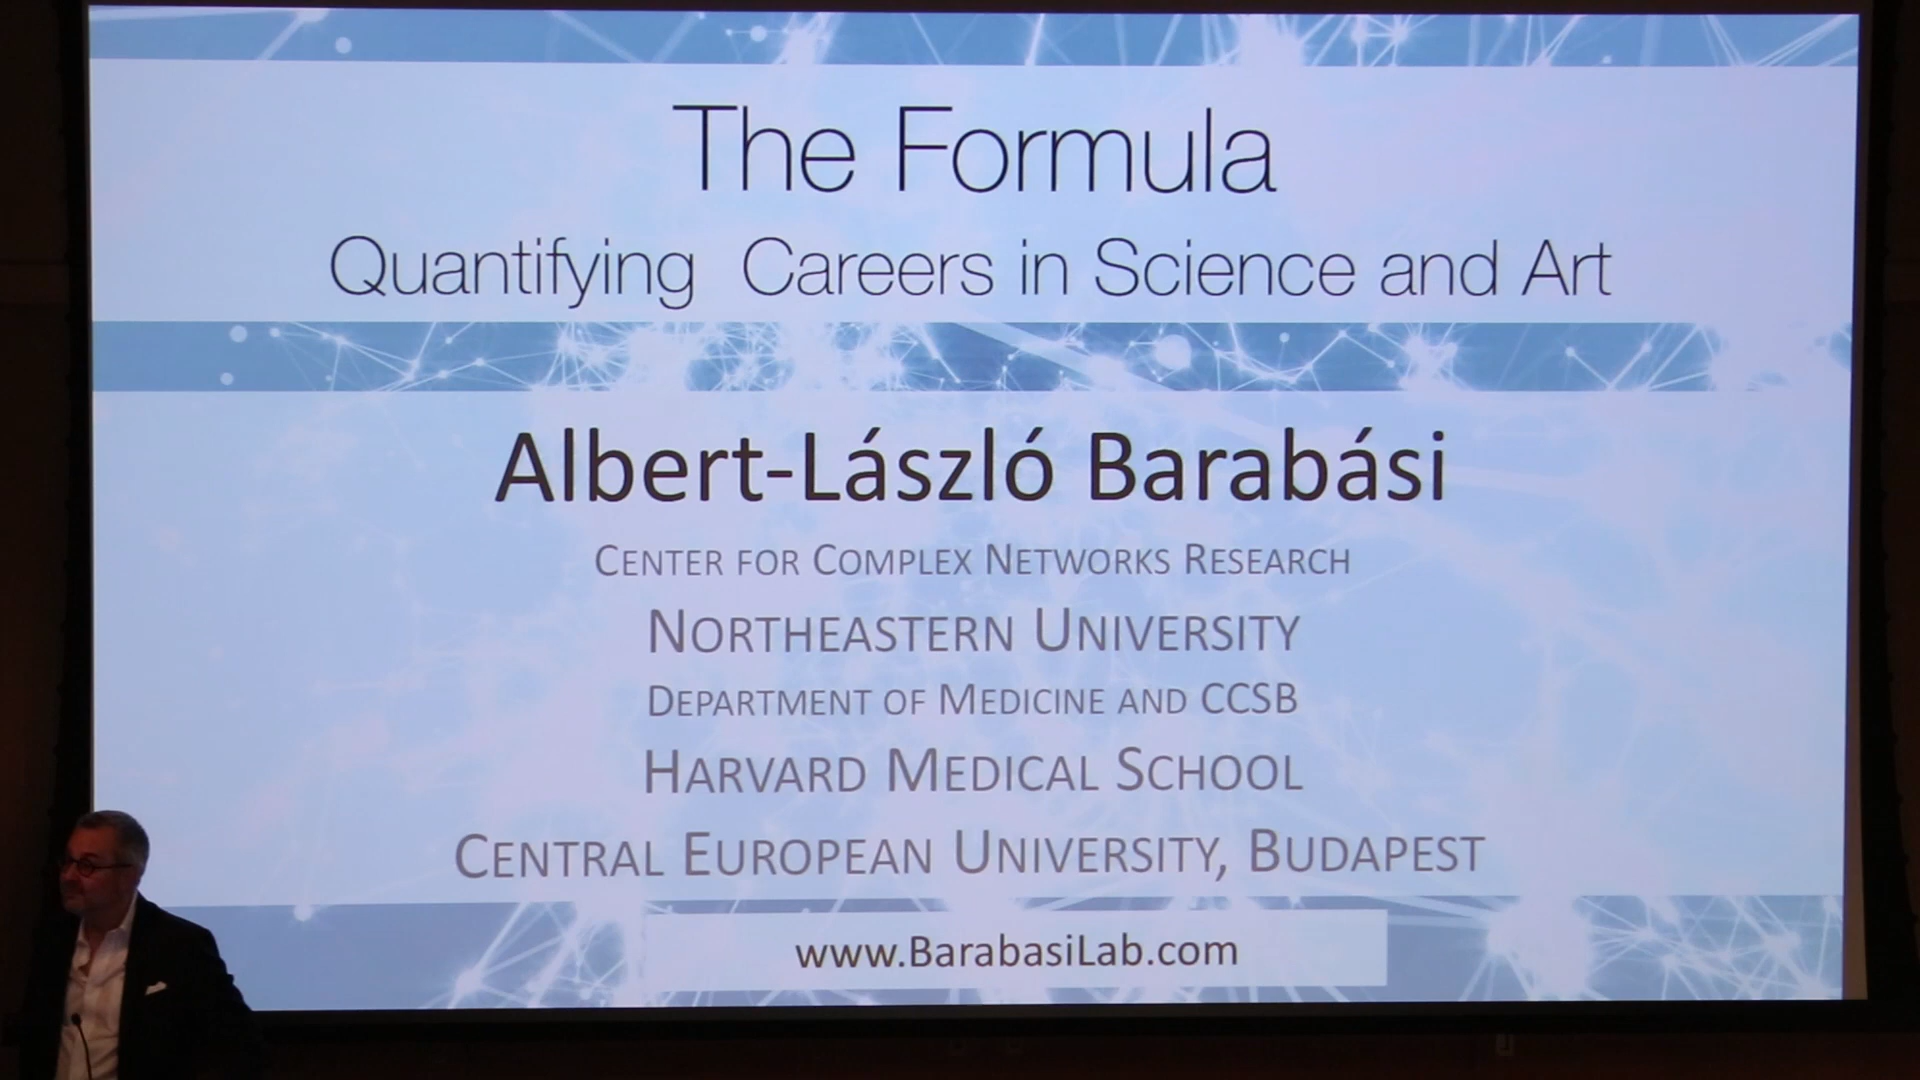 The Formula
Quantifying Careers in Science and Art
Albert-László Barabási
CENTER FOR COMPLEX NETWORKS RESEARCH
NORTHEASTERN UNIVERSITY
DEPARTMENT OF MEDICINE AND CCSB
HARVARD MEDICAL SCHOOL
CENTRAL EUROPEAN UNIVERSITY, BUDAPEST
www.BarabasiLab.com